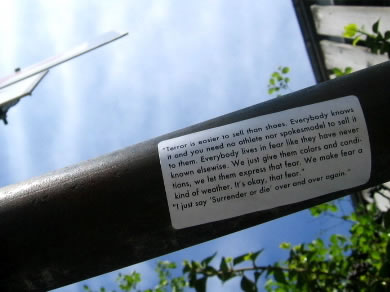 "Terror is easier to sell than shoes. Everybody knows
it and you need no athlete nor spokesmodel to sell it
to them. Everybody lives in fear like they have never
known elsewise. We just give them colors and condi-
tions, we let them express that fear. We make fear a
kind of weather. It's okay, that fear."
"I just say 'Surrender or die' over and over again."